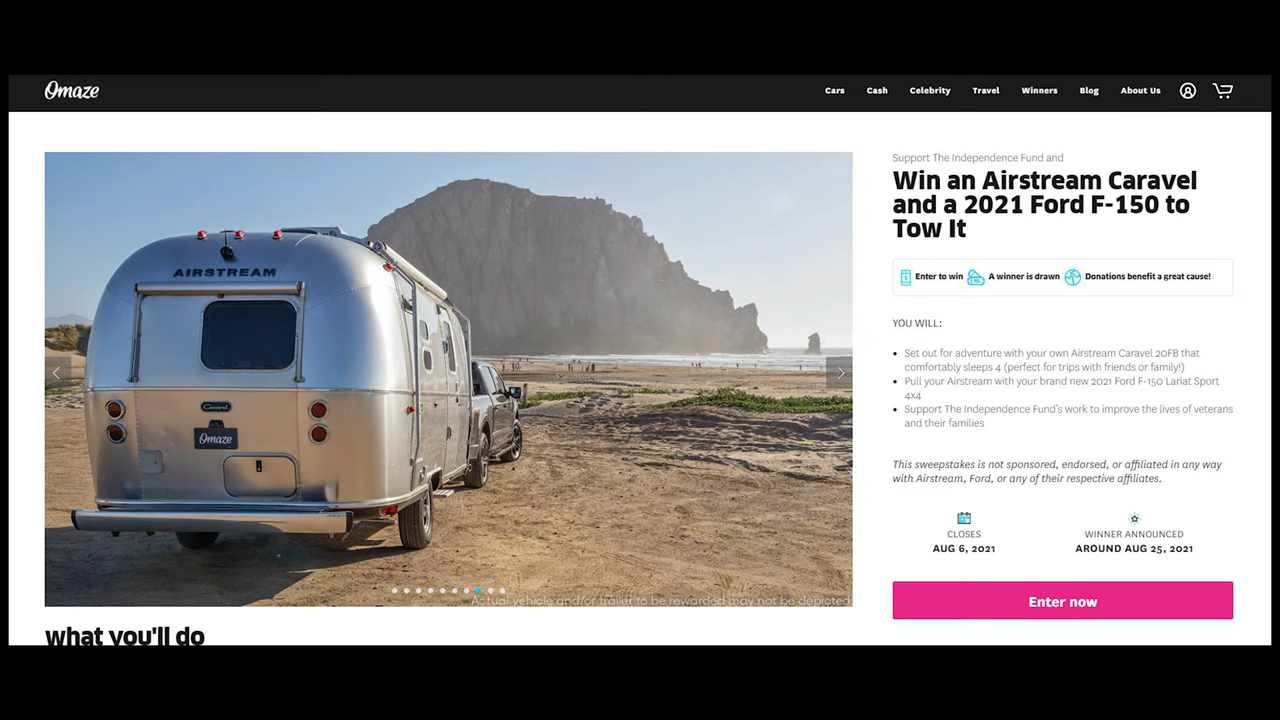 Omaze
Cars Cash Celebrity Travel Winners Blog About Us
AIRSTREAM
Caravel
Omaze
Actual vehicle and/or trailer to be rewarded may not be depicted
Support The Independence Fund and
Win an Airstream Caravel
and a 2021 Ford F-150 to
Tow It
Enter to win A winner is drawn Donations benefit a great cause!
YOU WILL:
• Set out for adventure with your own Airstream Caravel 20FB that
comfortably sleeps 4 (perfect for trips with friends or family!)
• Pull your Airstream with your brand new 2021 Ford F-150 Lariat Sport
4x4
• Support The Independence Fund's work to improve the lives of veterans
and their families
This sweepstakes is not sponsored, endorsed, or affiliated in any way
with Airstream, Ford, or any of their respective affiliates.
CLOSES
AUG 6, 2021
WINNER ANNOUNCED
AROUND AUG 25, 2021
Enter now
what you'll do